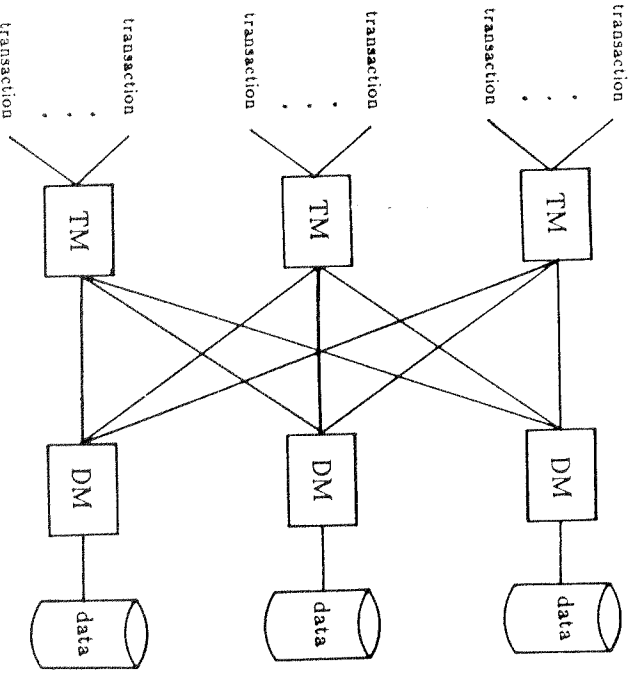 transaction
. . .
TM
DM
data
transaction
transaction
. . .
TM
DM
data
transaction
transaction
. . .
TM
DM
data
transaction